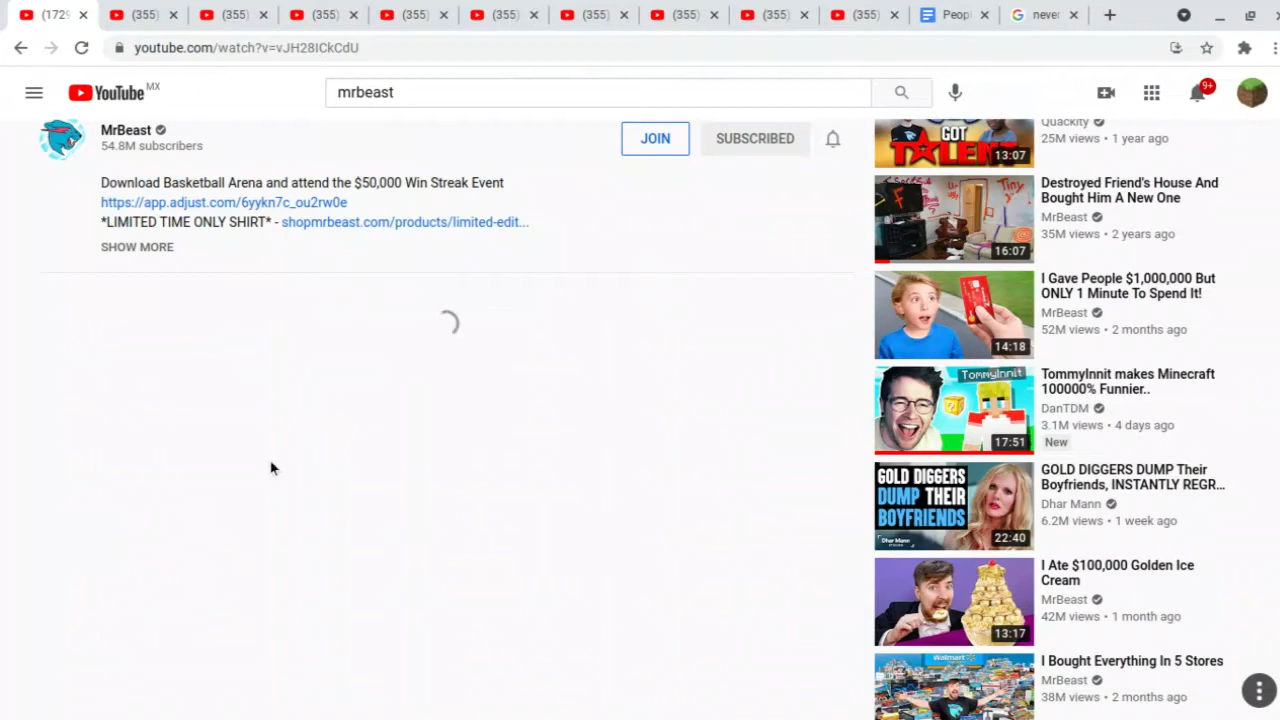 (1729
(355)
(355)
(355)
(355)
(355)
(355)
(355)
(355)
(355)
Peopl
never
youtube.com/watch?v=vJH28ICkCdU
YouTube MX
mrbeast
9+
MrBeast
54.8M subscribers
JOIN
SUBSCRIBED
Download Basketball Arena and attend the $50,000 Win Streak Event
https://app.adjust.com/6yykn7c_ou2rw0e
*LIMITED TIME ONLY SHIRT* - shopmrbeast.com/products/limited-edit...
SHOW MORE
GOT
TALENT
13:07
Quackity
25M views • 1 year ago
16:07
Destroyed Friend's House And
Bought Him A New One
MrBeast
35M views • 2 years ago
14:18
I Gave People $1,000,000 But
ONLY 1 Minute To Spend It!
MrBeast
52M views • 2 months ago
TommyInnit
17:51
TommyInnit makes Minecraft
100000% Funnier..
DanTDM
3.1M views • 4 days ago
New
GOLD DIGGERS
DUMP THEIR
BOYFRIENDS
Dhar Mann
22:40
GOLD DIGGERS DUMP Their
Boyfriends, INSTANTLY REGR...
Dhar Mann
6.2M views • 1 week ago
13:17
I Ate $100,000 Golden Ice
Cream
MrBeast
42M views • 1 month ago
Walmart
I Bought Everything In 5 Stores
MrBeast
38M views • 2 months ago